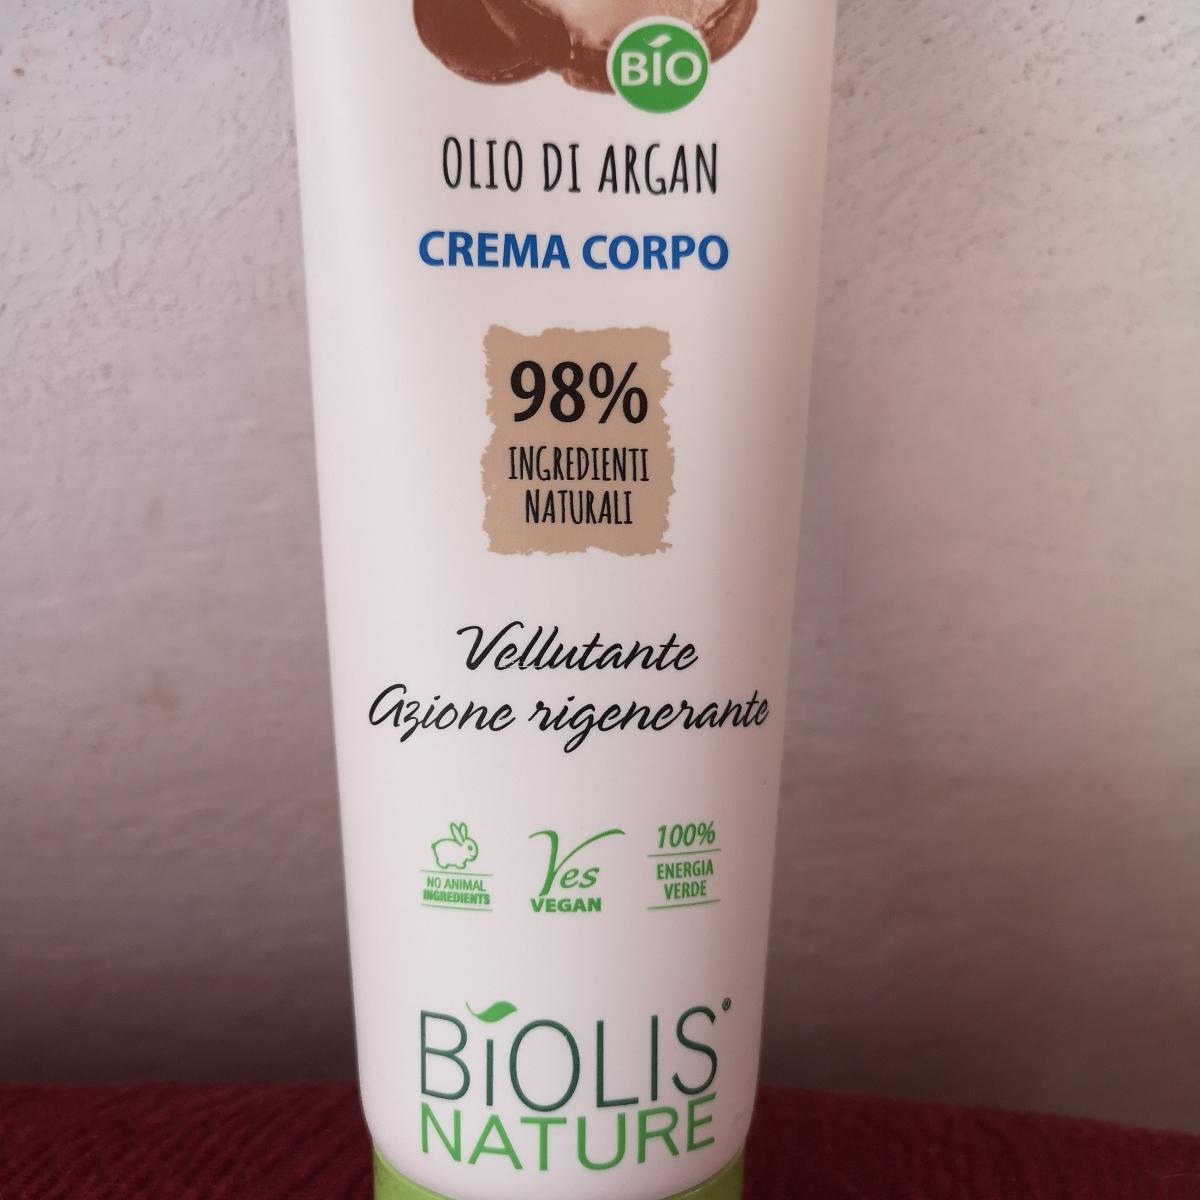 BIO
OLIO DI ARGAN
CREMA CORPO
98%
INGREDIENTI
NATURALI
Vellutante
Azione rigenerante
NO ANIMAL
INGREDIENTS
Yes
VEGAN
100%
ENERGIA
VERDE
BiOLIS®
NATURE